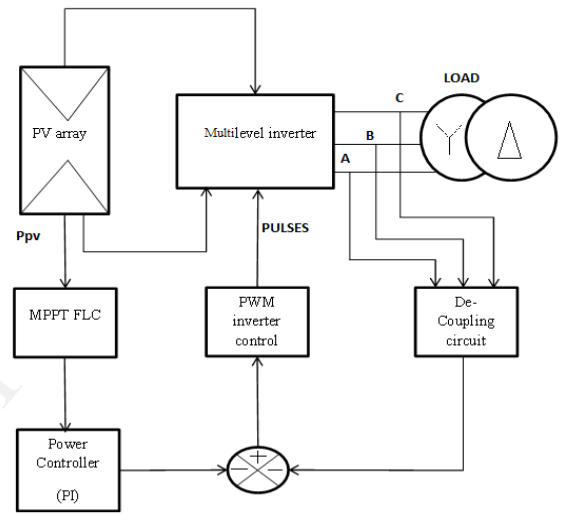 LOAD
C
PV array
Multilevel inverter
B
A
Ppv
PULSES
MPPT FLC
PWM
inverter
control
De-
Coupling
circuit
Power
Controller
(PI)